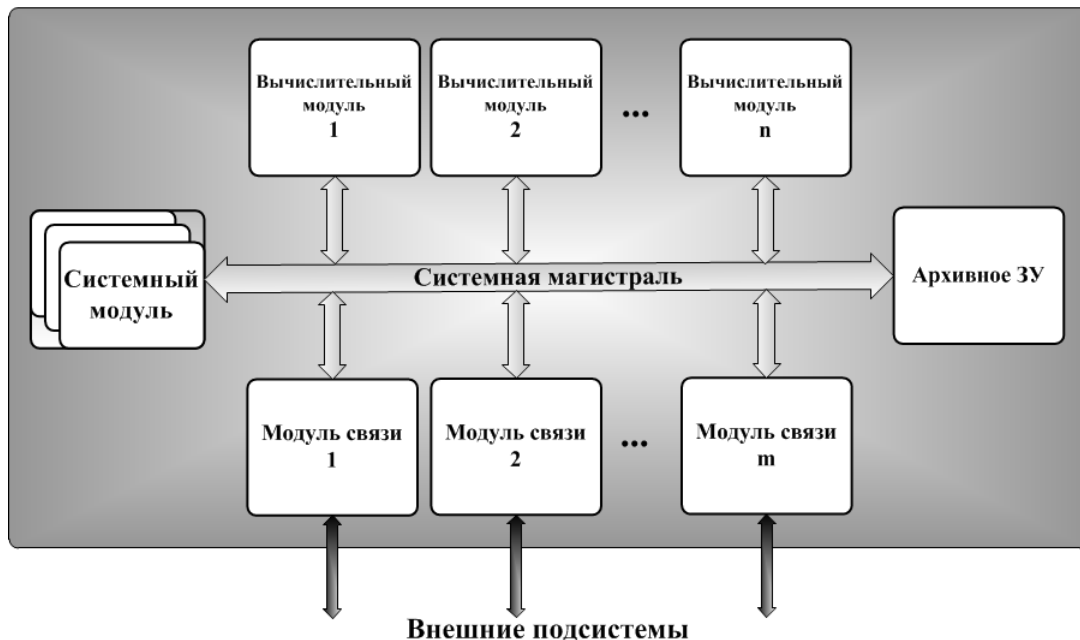 Вычислительный
модуль
1
Вычислительный
модуль
2
...
Вычислительный
модуль
n
Системный
модуль
Системная магистраль
Архивное ЗУ
Модуль связи
1
Модуль связи
2
...
Модуль связи
m
Внешние подсистемы